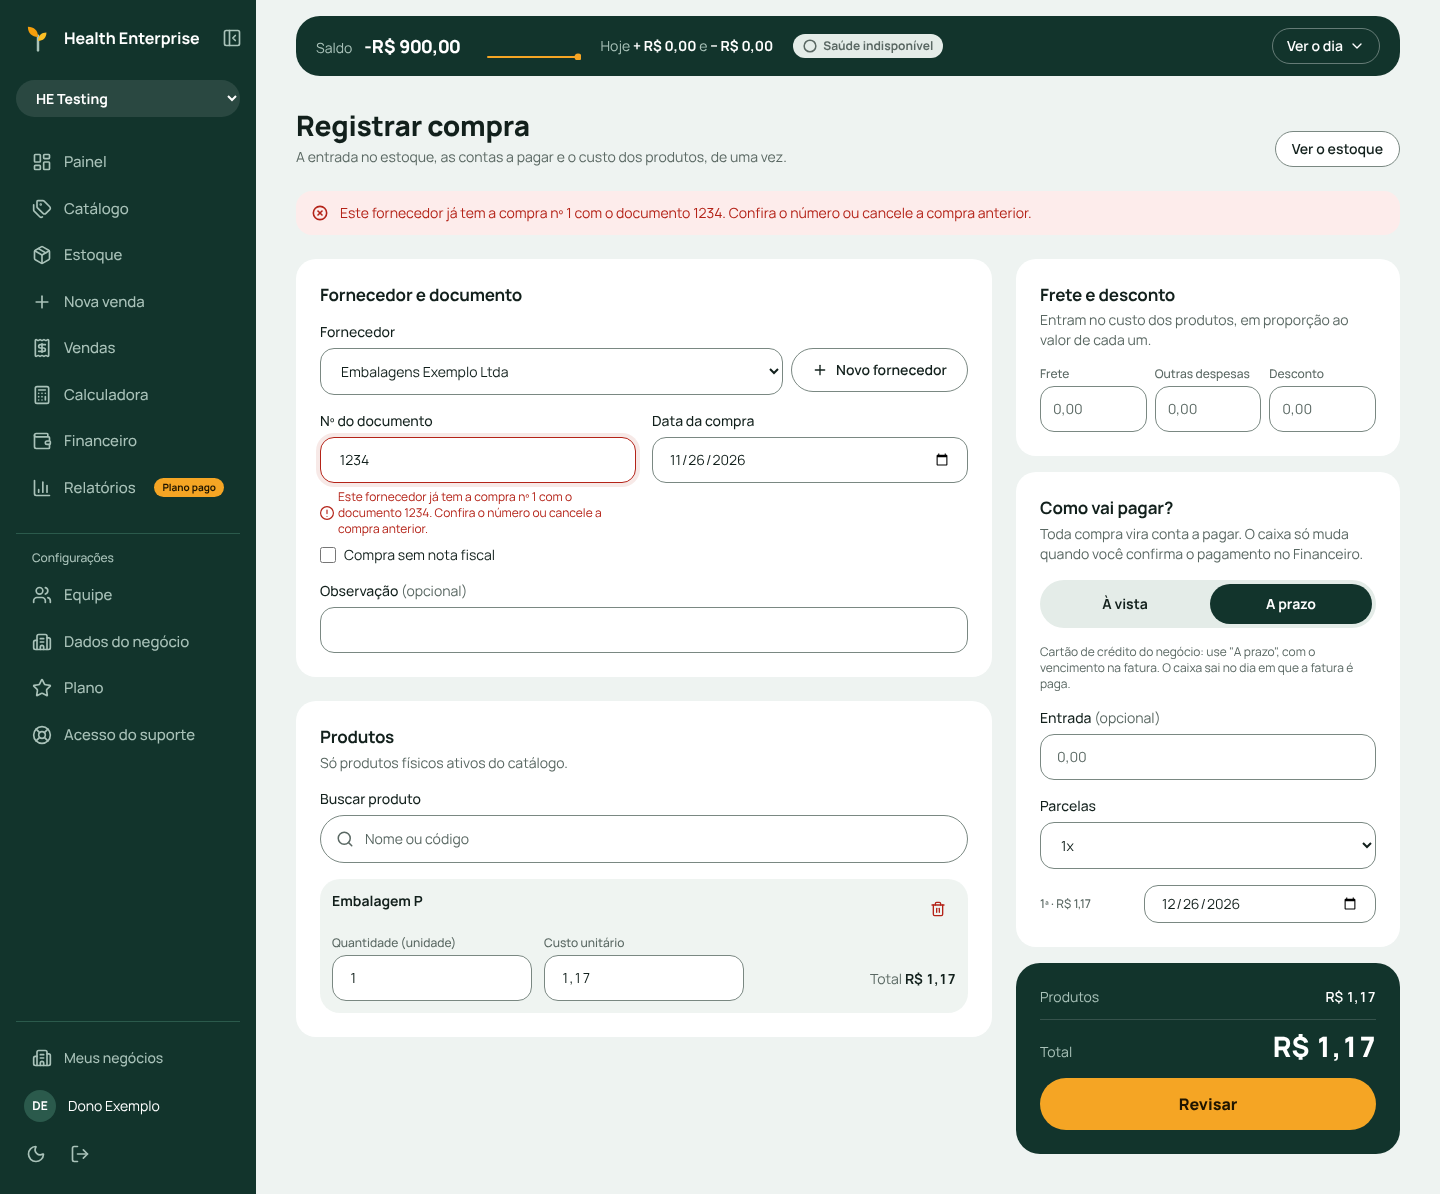 Health Enterprise
HE Testing
Painel
Catálogo
Estoque
Nova venda
Vendas
Calculadora
Financeiro
Relatórios Plano pago
Configurações
Equipe
Dados do negócio
Plano
Acesso do suporte
Meus negócios
DE Dono Exemplo
Saldo -R$ 900,00 Hoje + R$ 0,00 e − R$ 0,00 Saúde indisponível Ver o dia
Registrar compra
A entrada no estoque, as contas a pagar e o custo dos produtos, de uma vez.
Ver o estoque
Este fornecedor já tem a compra nº 1 com o documento 1234. Confira o número ou cancele a compra anterior.
Fornecedor e documento
Fornecedor
Embalagens Exemplo Ltda
Novo fornecedor
Nº do documento
Data da compra
1234
11/26/2026
Este fornecedor já tem a compra nº 1 com o
documento 1234. Confira o número ou cancele a
compra anterior.
Compra sem nota fiscal
Observação (opcional)
Produtos
Só produtos físicos ativos do catálogo.
Buscar produto
Nome ou código
Embalagem P
Quantidade (unidade)
Custo unitário
1
1,17
Total R$ 1,17
Frete e desconto
Entram no custo dos produtos, em proporção ao
valor de cada um.
Frete
Outras despesas
Desconto
0,00
0,00
0,00
Como vai pagar?
Toda compra vira conta a pagar. O caixa só muda
quando você confirma o pagamento no Financeiro.
À vista
A prazo
Cartão de crédito do negócio: use "A prazo", com o
vencimento na fatura. O caixa sai no dia em que a fatura é
paga.
Entrada (opcional)
0,00
Parcelas
1x
1ª · R$ 1,17
12/26/2026
Produtos R$ 1,17
Total R$ 1,17
Revisar